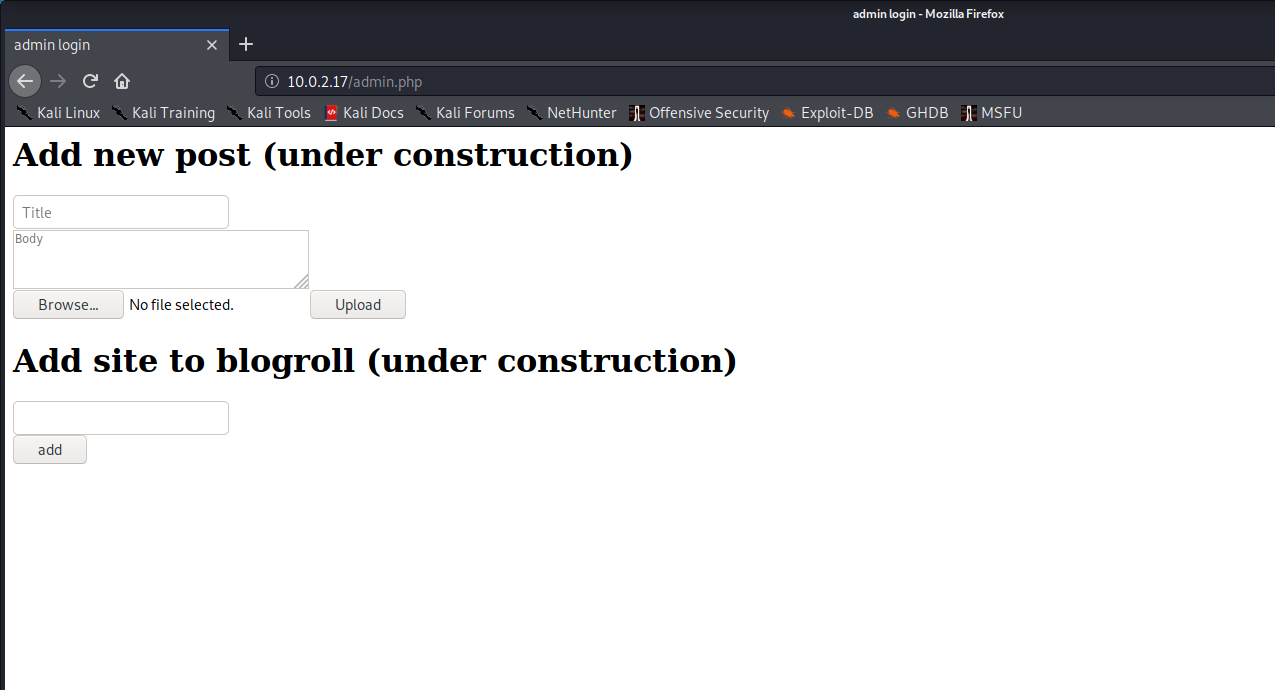 admin login - Mozilla Firefox
admin login
10.0.2.17/admin.php
Kali Linux Kali Training Kali Tools Kali Docs Kali Forums NetHunter Offensive Security Exploit-DB GHDB MSFU
Add new post (under construction)
Title
Body
Browse... No file selected. Upload
Add site to blogroll (under construction)
add